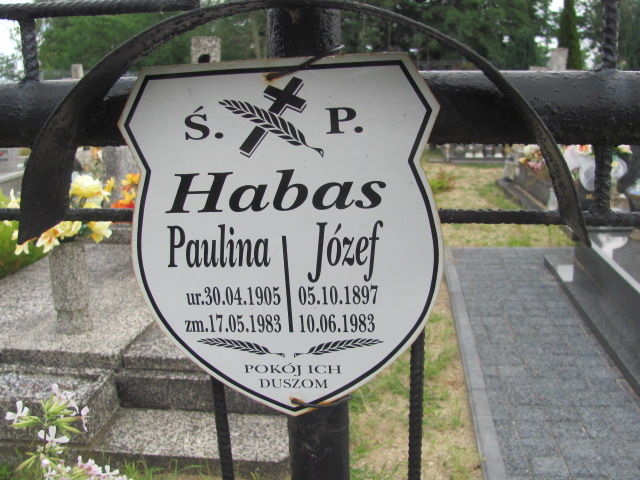 Ś. P.
Habas
Paulina Józef
ur.30.04.1905 05.10.1897
zm.17.05.1983 10.06.1983
POKÓJ ICH
DUSZOM